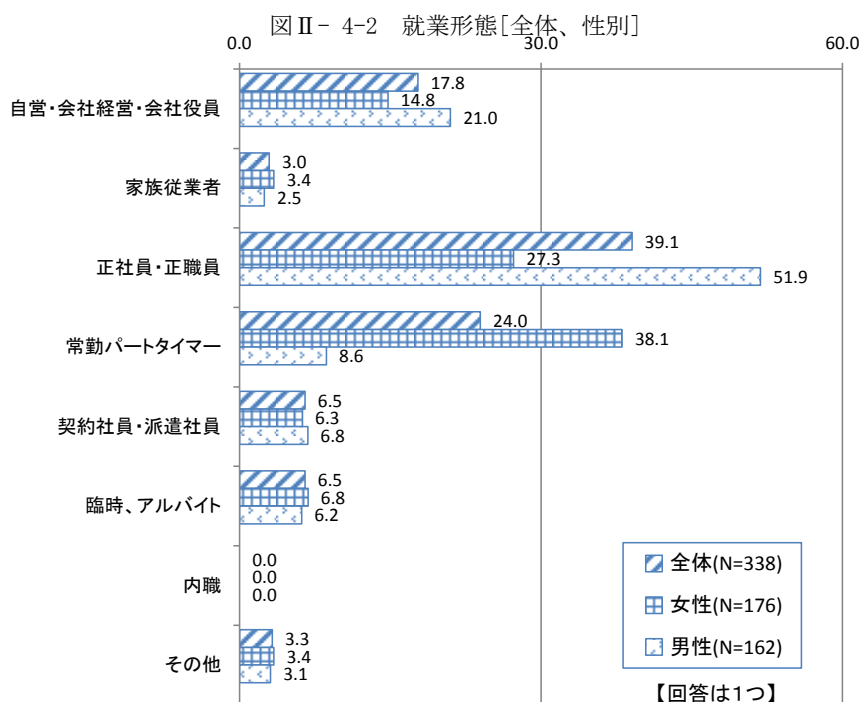 図Ⅱ- 4-2 就業形態[全体、性別]
0.0 30.0 60.0
自営・会社経営・会社役員
17.8
14.8
21.0
家族従業者
3.0
3.4
2.5
正社員・正職員
39.1
27.3
51.9
常勤パートタイマー
24.0
38.1
8.6
契約社員・派遣社員
6.5
6.3
6.8
臨時、アルバイト
6.5
6.8
6.2
内職
0.0
0.0
0.0
その他
3.3
3.4
3.1
全体(N=338)
女性(N=176)
男性(N=162)
【回答は1つ】